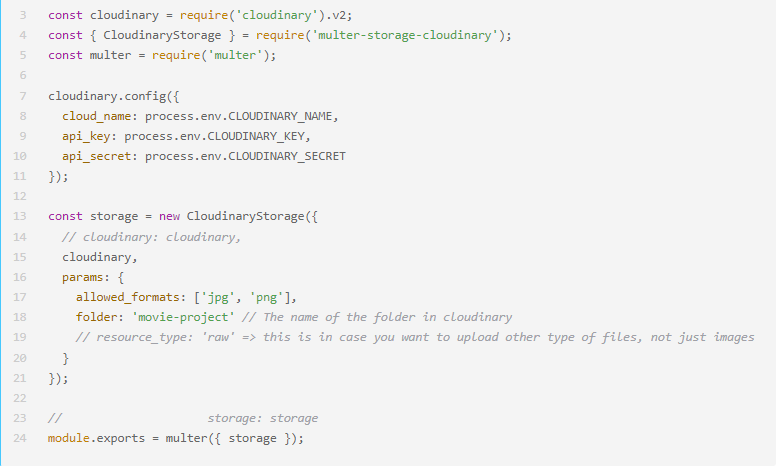 3 const cloudinary = require('cloudinary').v2;
4 const { CloudinaryStorage } = require('multer-storage-cloudinary');
5 const multer = require('multer');
6
7 cloudinary.config({
8   cloud_name: process.env.CLOUDINARY_NAME,
9   api_key: process.env.CLOUDINARY_KEY,
10   api_secret: process.env.CLOUDINARY_SECRET
11 });
12
13 const storage = new CloudinaryStorage({
14   // cloudinary: cloudinary,
15   cloudinary,
16   params: {
17     allowed_formats: ['jpg', 'png'],
18     folder: 'movie-project' // The name of the folder in cloudinary
19     // resource_type: 'raw' => this is in case you want to upload other type of files, not just images
20   }
21 });
22
23 //                     storage: storage
24 module.exports = multer({ storage });